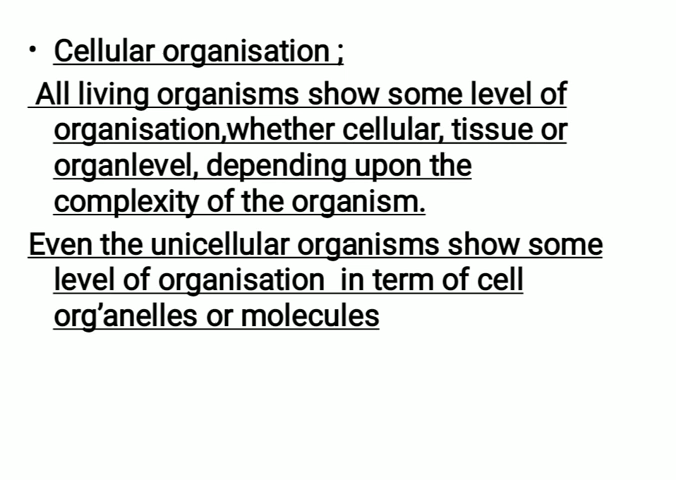 • Cellular organisation ;
All living organisms show some level of
organisation,whether cellular, tissue or
organlevel, depending upon the
complexity of the organism.
Even the unicellular organisms show some
level of organisation  in term of cell
org’anelles or molecules